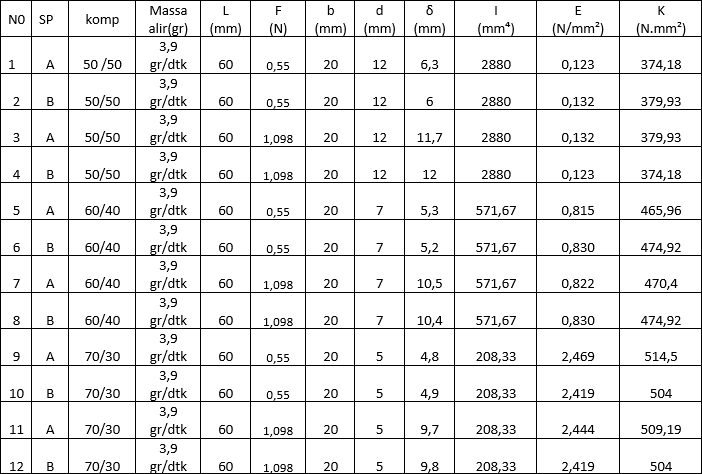 N0 SP komp Massa alir(gr) L (mm) F (N) b (mm) d (mm) δ (mm) I (mm⁴) E (N/mm²) K (N.mm²)
1 A 50 /50 3,9 gr/dtk 60 0,55 20 12 6,3 2880 0,123 374,18
2 B 50/50 3,9 gr/dtk 60 0,55 20 12 6 2880 0,132 379,93
3 A 50/50 3,9 gr/dtk 60 1,098 20 12 11,7 2880 0,132 379,93
4 B 50/50 3,9 gr/dtk 60 1,098 20 12 12 2880 0,123 374,18
5 A 60/40 3,9 gr/dtk 60 0,55 20 7 5,3 571,67 0,815 465,96
6 B 60/40 3,9 gr/dtk 60 0,55 20 7 5,2 571,67 0,830 474,92
7 A 60/40 3,9 gr/dtk 60 1,098 20 7 10,5 571,67 0,822 470,4
8 B 60/40 3,9 gr/dtk 60 1,098 20 7 10,4 571,67 0,830 474,92
9 A 70/30 3,9 gr/dtk 60 0,55 20 5 4,8 208,33 2,469 514,5
10 B 70/30 3,9 gr/dtk 60 0,55 20 5 4,9 208,33 2,419 504
11 A 70/30 3,9 gr/dtk 60 1,098 20 5 9,7 208,33 2,444 509,19
12 B 70/30 3,9 gr/dtk 60 1,098 20 5 9,8 208,33 2,419 504